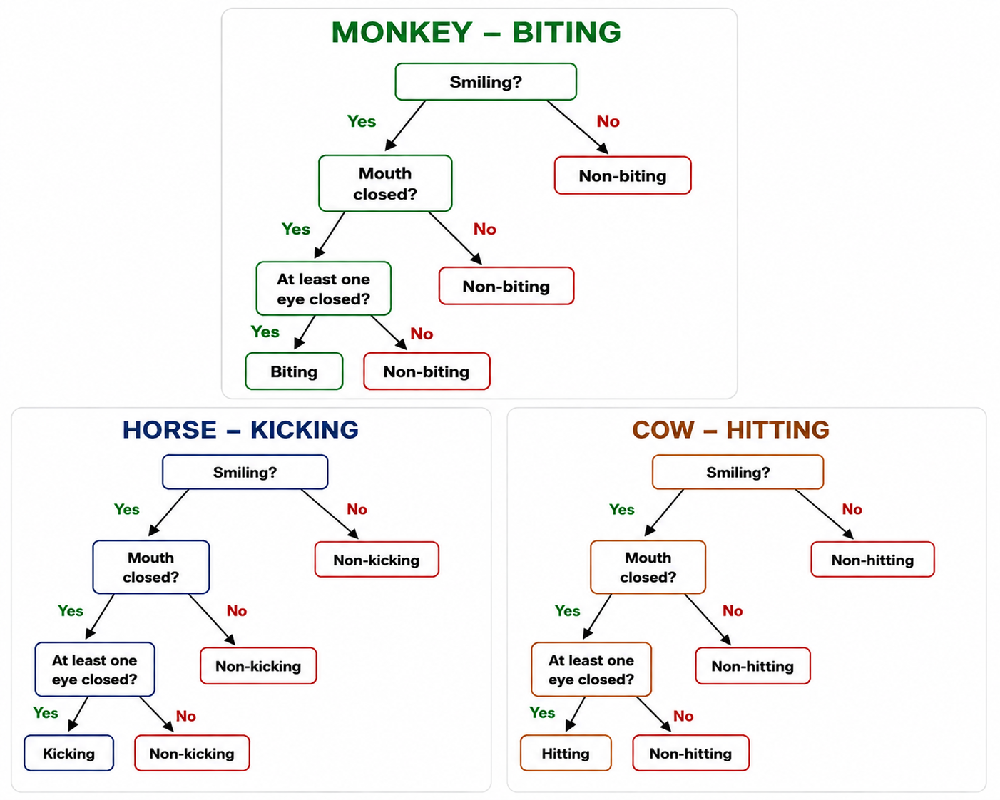 MONKEY – BITING
Smiling?
Yes
No
Mouth
closed?
Non-biting
Yes
No
At least one
eye closed?
Non-biting
Yes
No
Biting
Non-biting
HORSE – KICKING
Smiling?
Yes
No
Mouth
closed?
Non-kicking
Yes
No
At least one
eye closed?
Non-kicking
Yes
No
Kicking
Non-kicking
COW – HITTING
Smiling?
Yes
No
Mouth
closed?
Non-hitting
Yes
No
At least one
eye closed?
Non-hitting
Yes
No
Hitting
Non-hitting